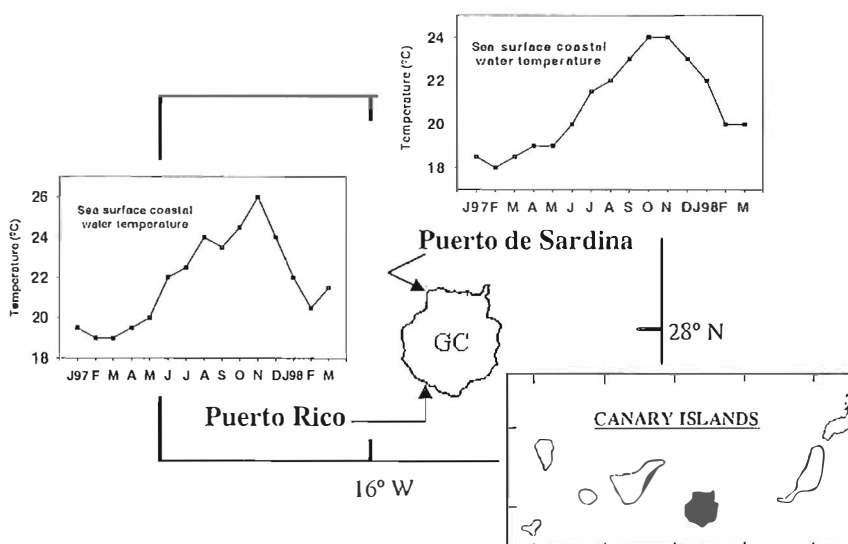 24
22
20
18
Temperature (°C)
Sea surface coastal
water temperature
J97 F M A M J J A S O N DJ98F M
26
24
22
20
18
Temperature (°C)
Sea surface coastal
water temperature
J97 F M A M J J A S O N DJ98 F M
Puerto de Sardina
GC
28° N
Puerto Rico
16° W
CANARY ISLANDS